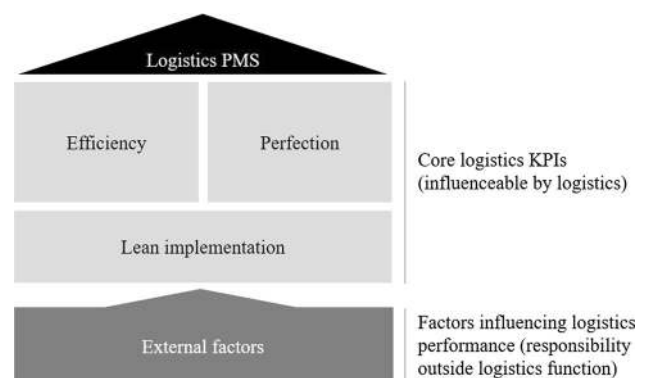 Logistics PMS
Efficiency
Perfection
Core logistics KPIs
(influenceable by logistics)
Lean implementation
External factors
Factors influencing logistics
performance (responsibility
outside logistics function)